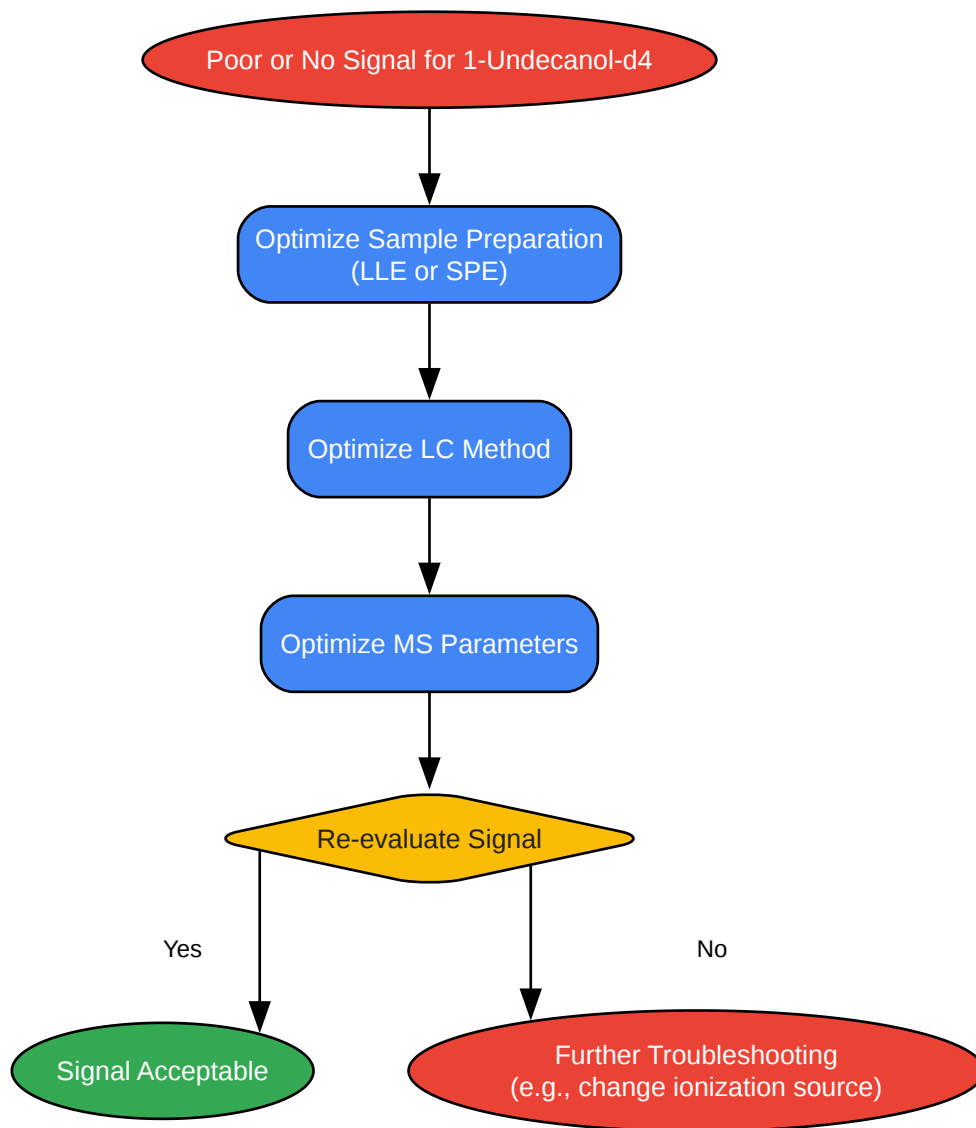 Poor or No Signal for 1-Undecanol-d4
Optimize Sample Preparation
(LLE or SPE)
Optimize LC Method
Optimize MS Parameters
Re-evaluate Signal
Yes
No
Signal Acceptable
Further Troubleshooting
(e.g., change ionization source)